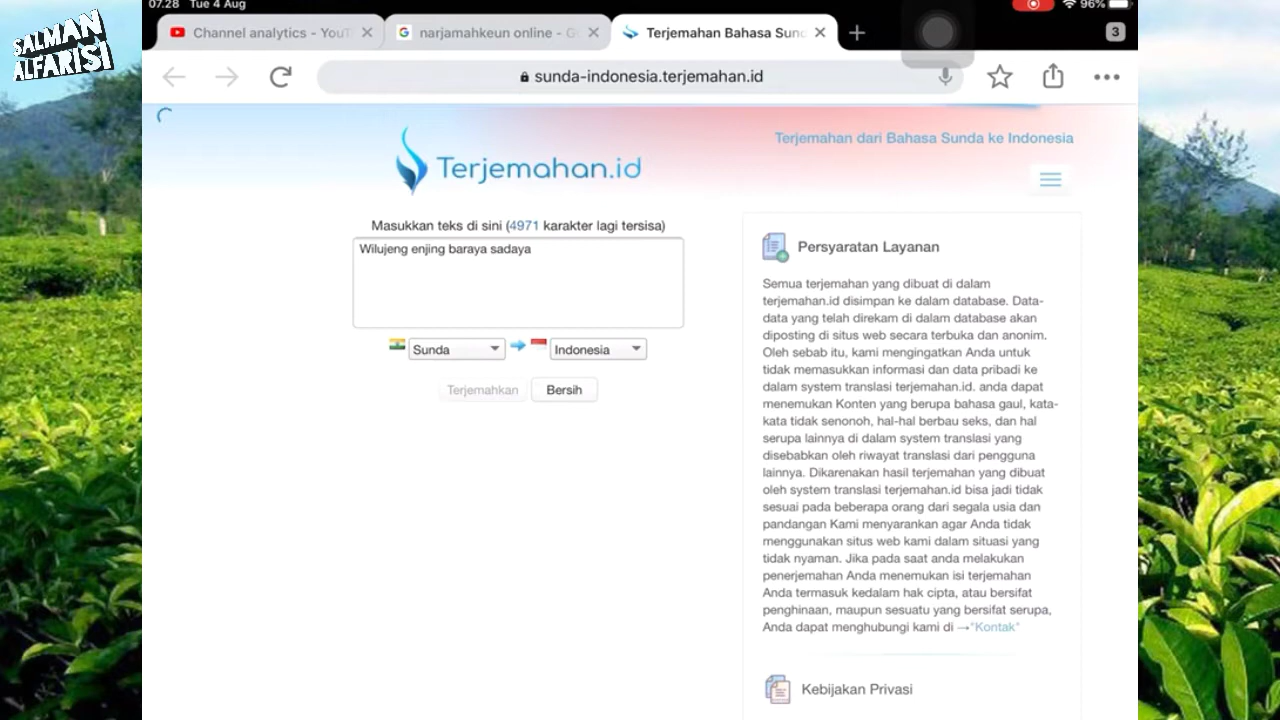 SALMAN
ALFARISI
07.28 Tue 4 Aug
96%
Channel analytics - YouT
narjamahkeun online - G
Terjemahan Bahasa Sund
3
sunda-indonesia.terjemahan.id
Terjemahan.id
Terjemahan dari Bahasa Sunda ke Indonesia
Masukkan teks di sini (4971 karakter lagi tersisa)
Wilujeng enjing baraya sadaya
Sunda
Indonesia
Terjemahkan
Bersih
Persyaratan Layanan
Semua terjemahan yang dibuat di dalam
terjemahan.id disimpan ke dalam database. Data-
data yang telah direkam di dalam database akan
diposting di situs web secara terbuka dan anonim.
Oleh sebab itu, kami mengingatkan Anda untuk
tidak memasukkan informasi dan data pribadi ke
dalam system translasi terjemahan.id. anda dapat
menemukan Konten yang berupa bahasa gaul, kata-
kata tidak senonoh, hal-hal berbau seks, dan hal
serupa lainnya di dalam system translasi yang
disebabkan oleh riwayat translasi dari pengguna
lainnya. Dikarenakan hasil terjemahan yang dibuat
oleh system translasi terjemahan.id bisa jadi tidak
sesuai pada beberapa orang dari segala usia dan
pandangan Kami menyarankan agar Anda tidak
menggunakan situs web kami dalam situasi yang
tidak nyaman. Jika pada saat anda melakukan
penerjemahan Anda menemukan isi terjemahan
Anda termasuk kedalam hak cipta, atau bersifat
penghinaan, maupun sesuatu yang bersifat serupa,
Anda dapat menghubungi kami di →"Kontak"
Kebijakan Privasi